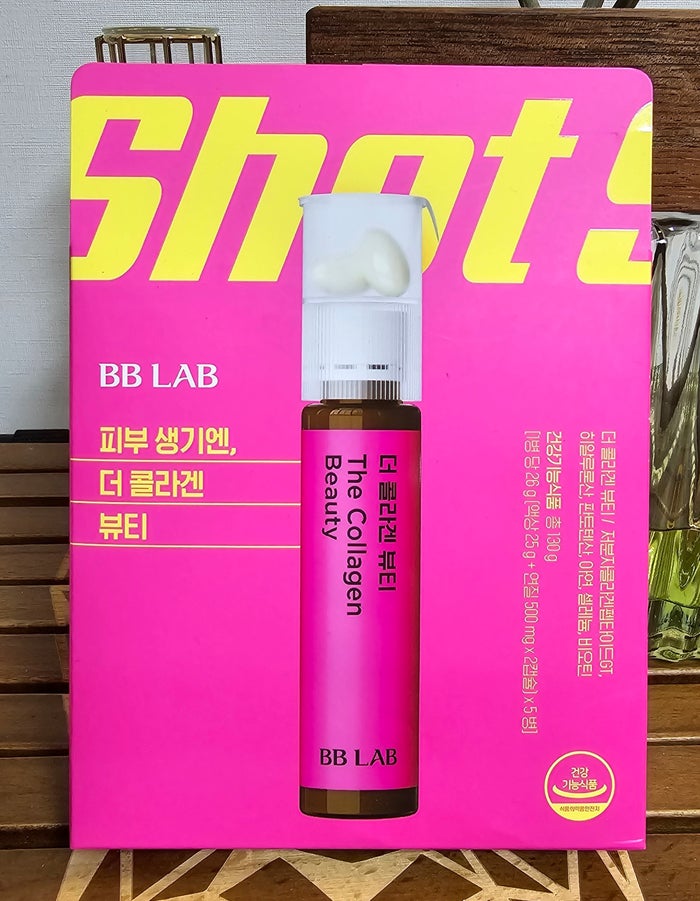 Shot S
BB LAB
피부 생기엔,
더 콜라겐
뷰티
더 콜라겐 뷰티
The Collagen
Beauty
BB LAB
더 콜라겐 뷰티 / 저분자콜라겐펩타이드GT,
히알루론산, 판토텐산, 아연, 셀레늄, 비오틴
건강기능식품 총 130 g
[1병 당 26 g (액상 25 g + 연질 500 mg x 2캡슐) x 5 병]
건강
기능식품
식품의약품안전처